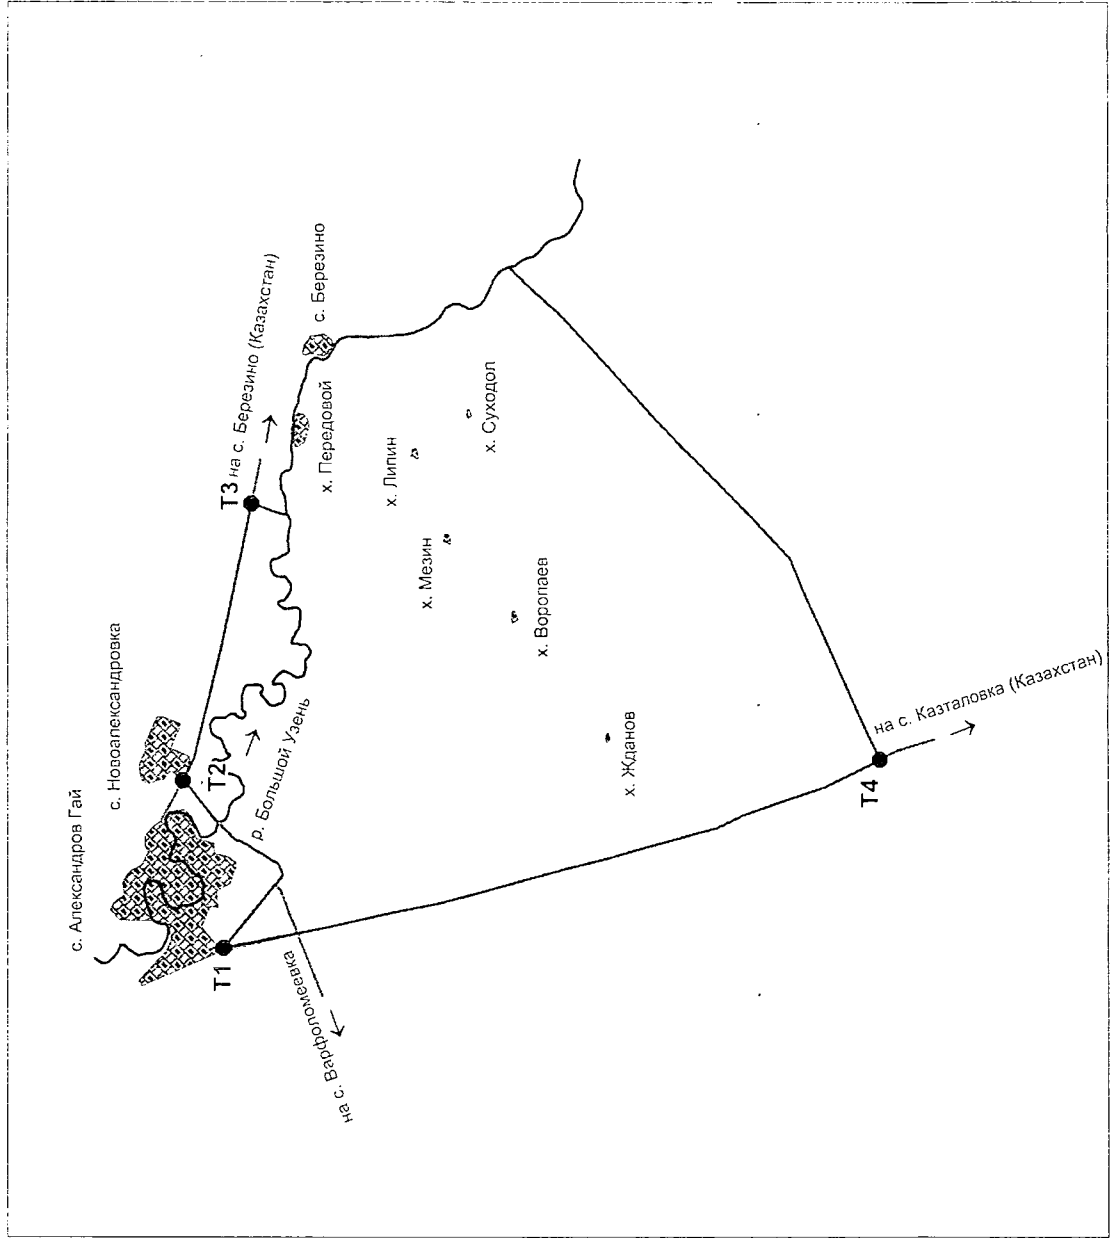 с. Александров Гай
с. Новоалександровка
Т1
Т2
Т3
на с. Березино (Казахстан)
с. Березино
х. Передовой
р. Большой Узень
на с. Варфоломеевка
х. Липин
х. Суходол
х. Мезин
х. Воропаев
х. Жданов
Т4
на с. Казталовка (Казахстан)